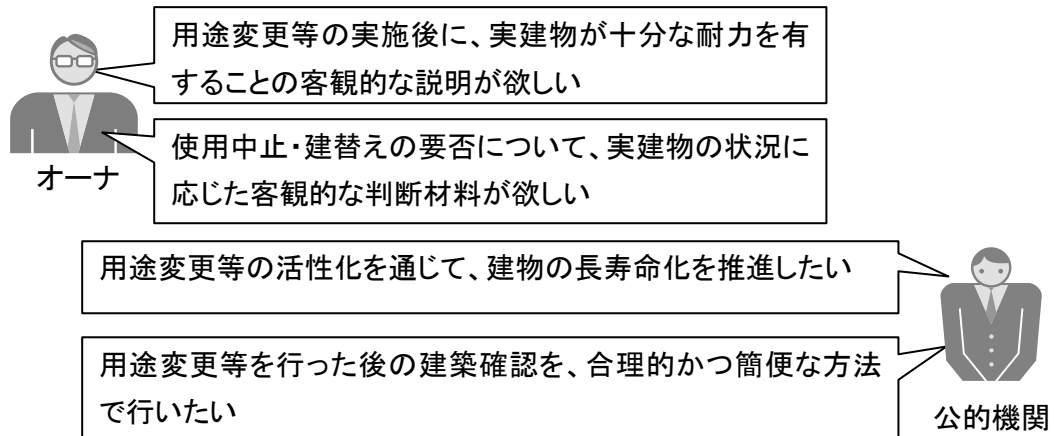 用途変更等の実施後に、実建物が十分な耐力を有
することの客観的な説明が欲しい
使用中止・建替えの要否について、実建物の状況に
応じた客観的な判断材料が欲しい
オーナ
用途変更等の活性化を通じて、建物の長寿命化を推進したい
用途変更等を行った後の建築確認を、合理的かつ簡便な方法
で行いたい
公的機関